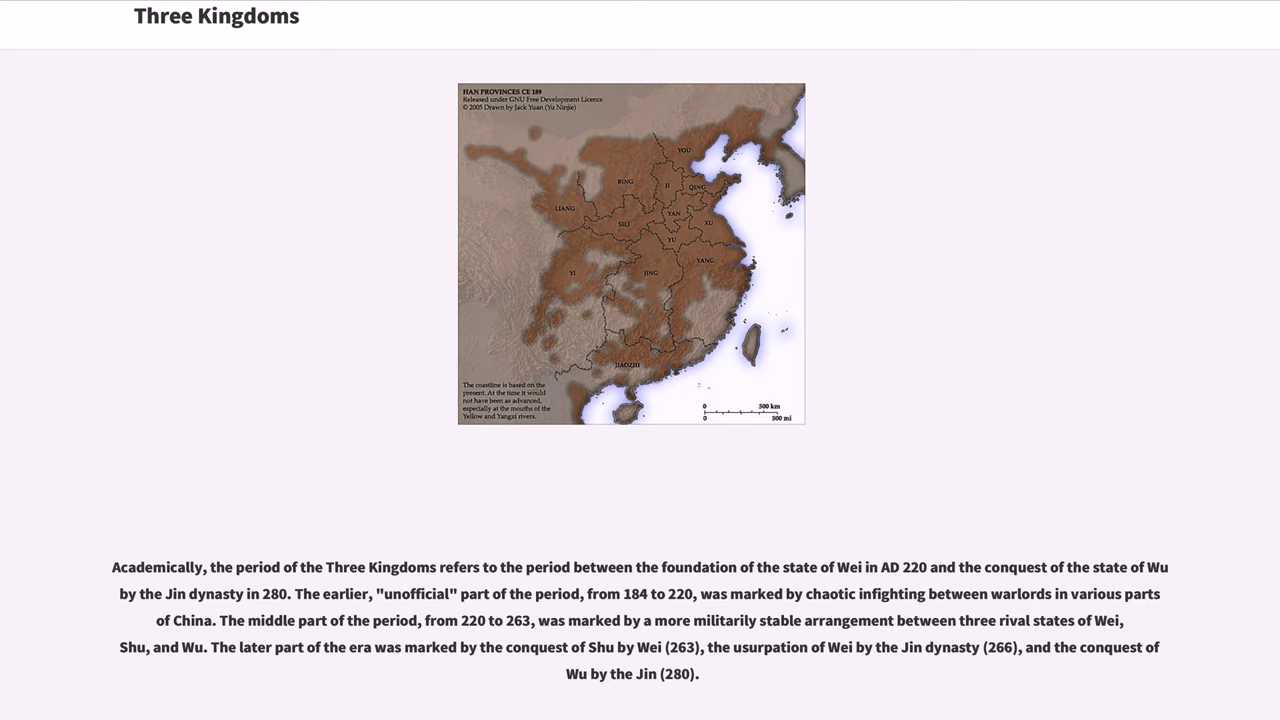 Three Kingdoms
HAN PROVINCES CE 189
Released under GNU Free Development Licence
© 2005 Drawn by Jack Yuan (Yu Ninjie)
YOU
BING
JI
QING
LIANG
YAN
SILI
XU
YU
YANG
YI
JING
JIAOZHI
The coastline is based on the
present. At the time it would
not have been as advanced,
especially at the mouths of the
Yellow and Yangzi rivers.
0 500 km
0 500 mi
Academically, the period of the Three Kingdoms refers to the period between the foundation of the state of Wei in AD 220 and the conquest of the state of Wu
by the Jin dynasty in 280. The earlier, "unofficial" part of the period, from 184 to 220, was marked by chaotic infighting between warlords in various parts
of China. The middle part of the period, from 220 to 263, was marked by a more militarily stable arrangement between three rival states of Wei,
Shu, and Wu. The later part of the era was marked by the conquest of Shu by Wei (263), the usurpation of Wei by the Jin dynasty (266), and the conquest of
Wu by the Jin (280).